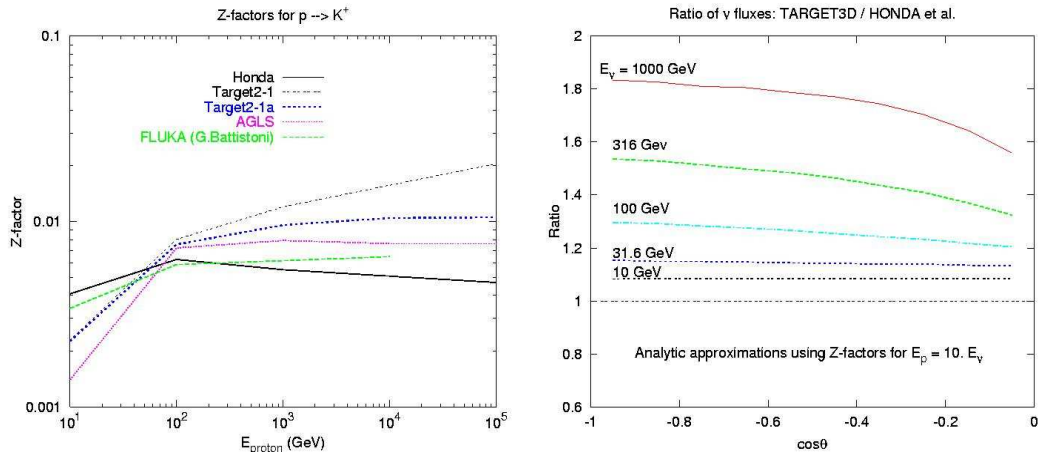 Z-factors for p --> K+
0.1
0.01
0.001
Z-factor
Honda
Target2-1
Target2-1a
AGLS
FLUKA (G.Battistoni)
10^1
10^2
10^3
10^4
10^5
E_proton (GeV)
Ratio of ν fluxes: TARGET3D / HONDA et al.
2
1.8
1.6
1.4
1.2
1
0.8
0.6
Ratio
E_ν = 1000 GeV
316 Gev
100 GeV
31.6 GeV
10 GeV
Analytic approximations using Z-factors for E_p = 10. E_ν
-1
-0.8
-0.6
-0.4
-0.2
0
cosθ